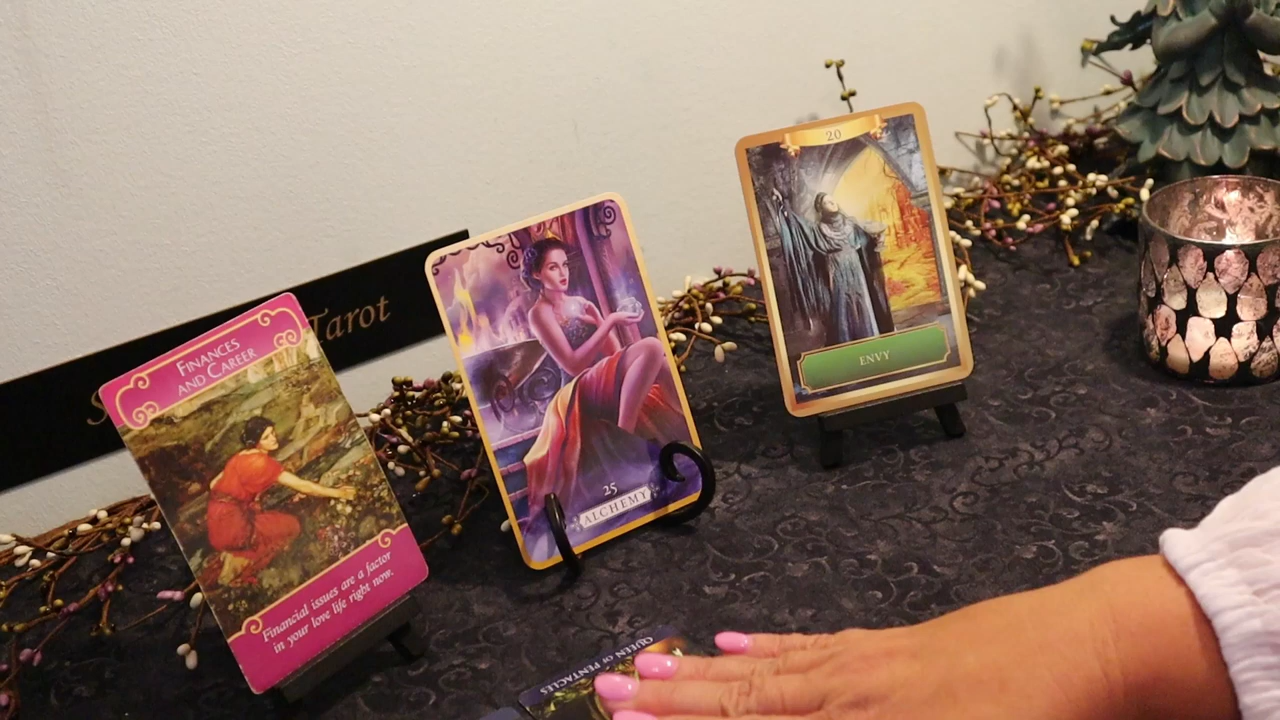 S
Tarot
FINANCES
AND CAREER
Financial issues are a factor
in your love life right now.
25
ALCHEMY
20
ENVY
QUEEN OF PENTACLES